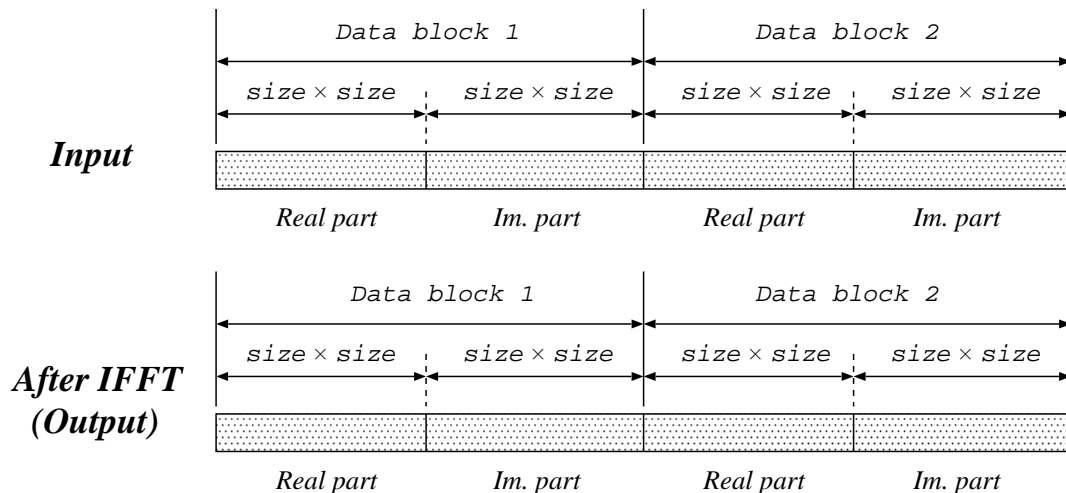 Data block 1 Data block 2
size × size size × size size × size size × size
Input
Real part Im. part Real part Im. part
Data block 1 Data block 2
size × size size × size size × size size × size
After IFFT
(Output)
Real part Im. part Real part Im. part